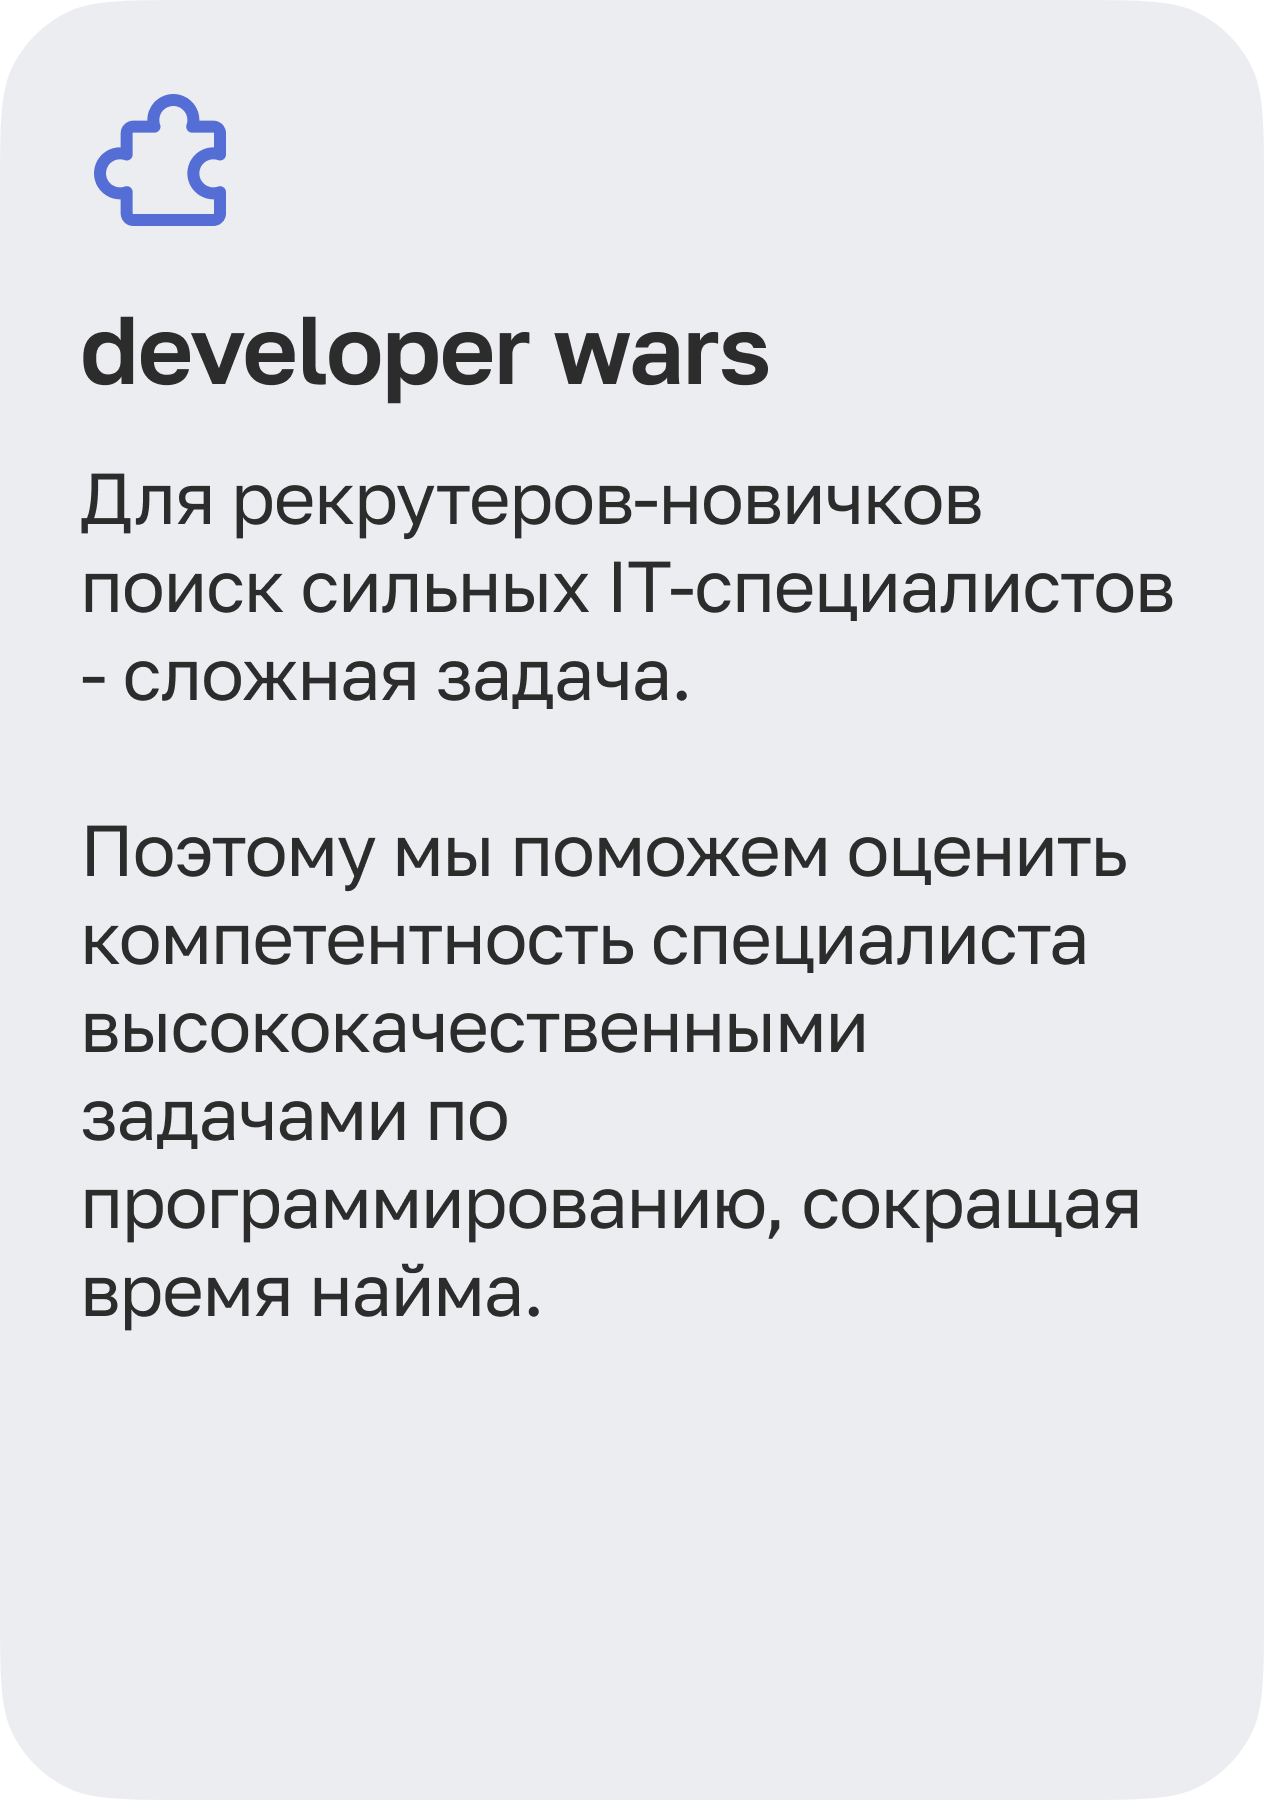 developer wars
Для рекрутеров-новичков
поиск сильных IT-специалистов
- сложная задача.
Поэтому мы поможем оценить
компетентность специалиста
высококачественными
задачами по
программированию, сокращая
время найма.